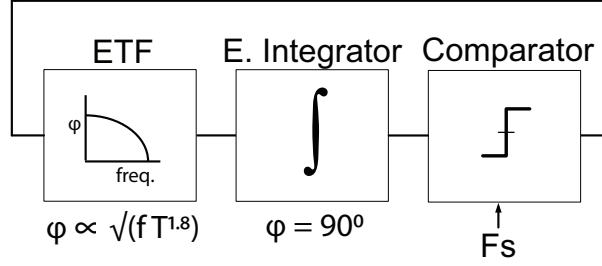 ETF
E. Integrator
Comparator
φ
freq.
φ ∝ √(f T¹·⁸)
φ = 90⁰
Fs